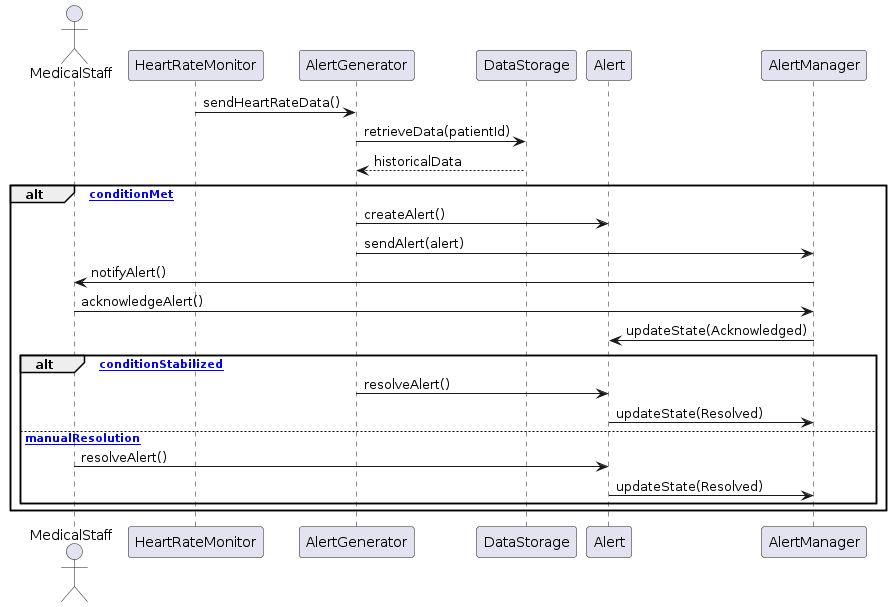 MedicalStaff
HeartRateMonitor
AlertGenerator
DataStorage
Alert
AlertManager
sendHeartRateData()
retrieveData(patientId)
historicalData
alt
conditionMet
createAlert()
sendAlert(alert)
notifyAlert()
acknowledgeAlert()
updateState(Acknowledged)
alt
conditionStabilized
resolveAlert()
updateState(Resolved)
manualResolution
resolveAlert()
updateState(Resolved)
MedicalStaff
HeartRateMonitor
AlertGenerator
DataStorage
Alert
AlertManager